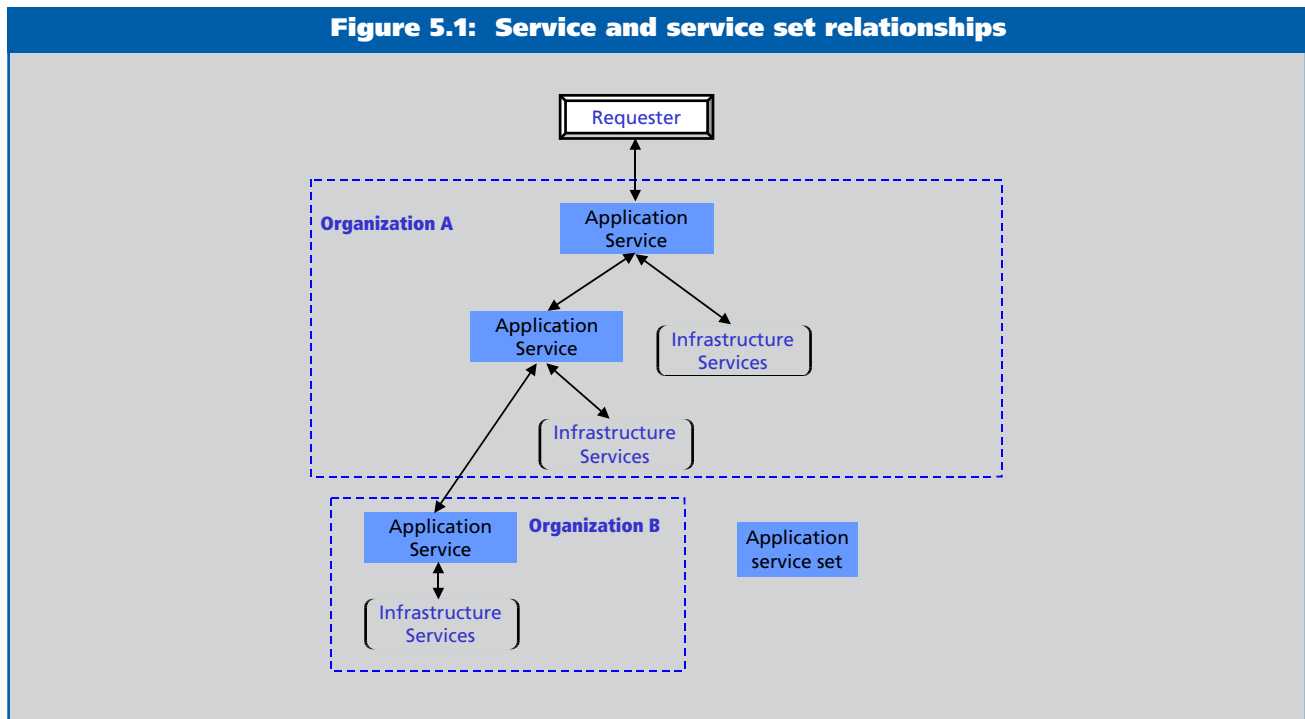 Figure 5.1: Service and service set relationships
Requester
Organization A
Application
Service
Application
Service
Infrastructure
Services
Infrastructure
Services
Application
Service
Organization B
Application
service set
Infrastructure
Services